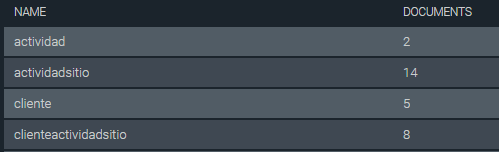 NAME DOCUMENTS
actividad 2
actividadsitio 14
cliente 5
clienteactividadsitio 8